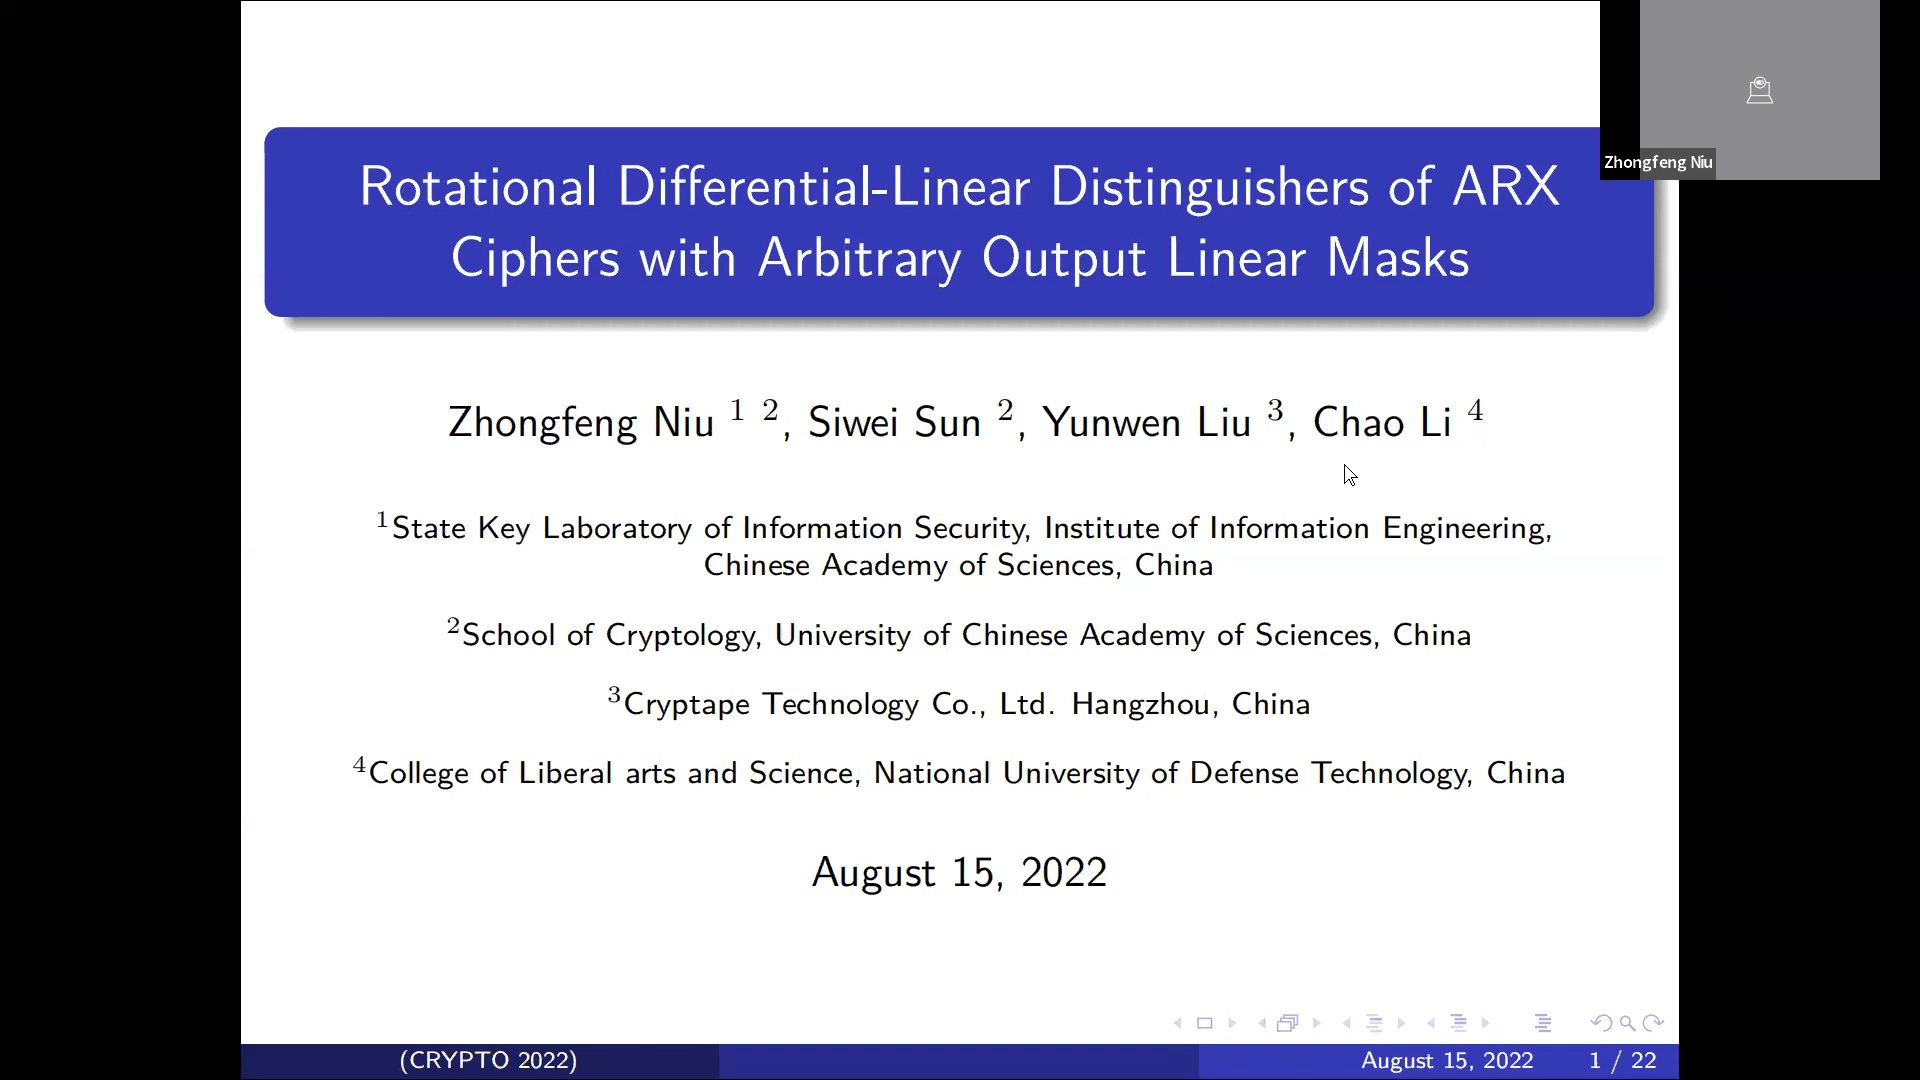 Zhongfeng Niu
Rotational Differential-Linear Distinguishers of ARX
Ciphers with Arbitrary Output Linear Masks
Zhongfeng Niu 1 2, Siwei Sun 2, Yunwen Liu 3, Chao Li 4
1State Key Laboratory of Information Security, Institute of Information Engineering,
Chinese Academy of Sciences, China
2School of Cryptology, University of Chinese Academy of Sciences, China
3Cryptape Technology Co., Ltd. Hangzhou, China
4College of Liberal arts and Science, National University of Defense Technology, China
August 15, 2022
(CRYPTO 2022)
August 15, 2022
1 / 22